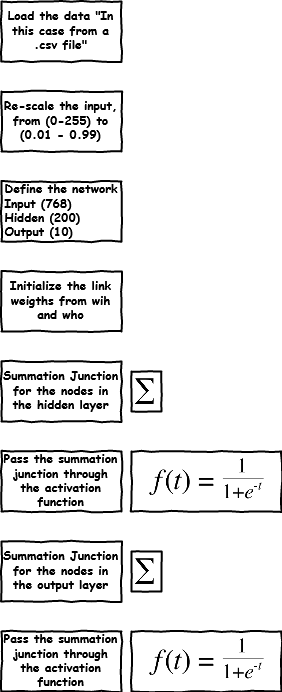 Load the data "In
this case from a
.csv file"
Re-scale the input,
from (0-255) to
(0.01 - 0.99)
Define the network
Input (768)
Hidden (200)
Output (10)
Initialize the link
weigths from wih
and who
Summation Junction
for the nodes in
the hidden layer
∑
Pass the summation
junction through
the activation
function
f(t) = 1/(1+e^-t)
Summation Junction
for the nodes in
the output layer
∑
Pass the summation
junction through
the activation
function
f(t) = 1/(1+e^-t)